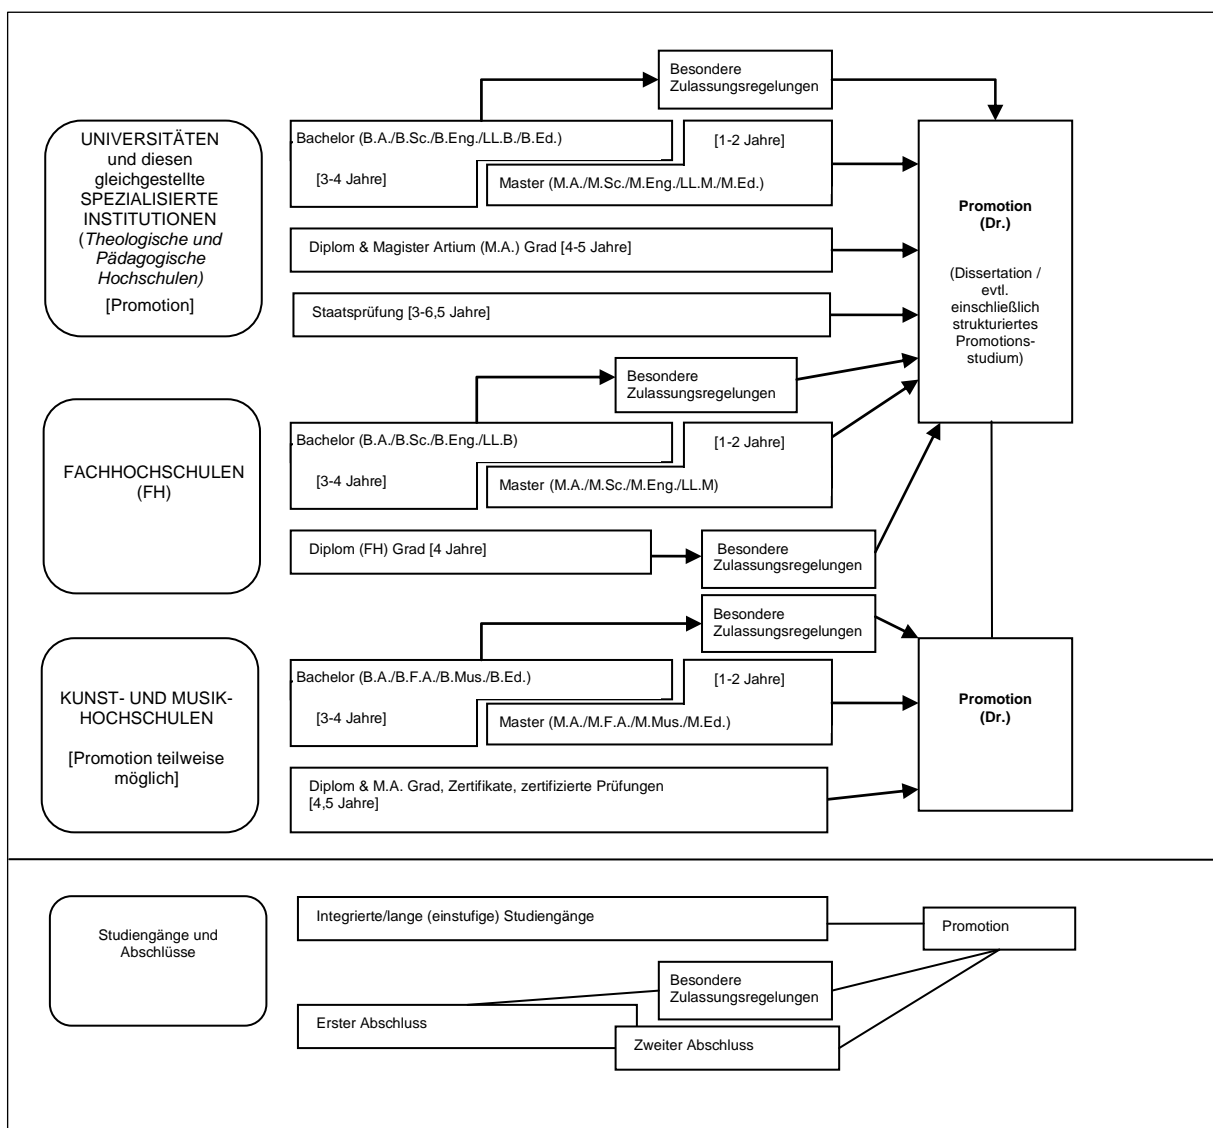 Besondere
Zulassungsregelungen
UNIVERSITÄTEN
und diesen
gleichgestellte
SPEZIALISIERTE
INSTITUTIONEN
(Theologische und
Pädagogische
Hochschulen)
[Promotion]
Bachelor (B.A./B.Sc./B.Eng./LL.B./B.Ed.)
[3-4 Jahre]
[1-2 Jahre]
Master (M.A./M.Sc./M.Eng./LL.M./M.Ed.)
Diplom & Magister Artium (M.A.) Grad [4-5 Jahre]
Staatsprüfung [3-6,5 Jahre]
Promotion
(Dr.)
(Dissertation /
evtl.
einschließlich
strukturiertes
Promotions-
studium)
Besondere
Zulassungsregelungen
FACHHOCHSCHULEN
(FH)
Bachelor (B.A./B.Sc./B.Eng./LL.B)
[3-4 Jahre]
[1-2 Jahre]
Master (M.A./M.Sc./M.Eng./LL.M)
Diplom (FH) Grad [4 Jahre]
Besondere
Zulassungsregelungen
Besondere
Zulassungsregelungen
KUNST- UND MUSIK-
HOCHSCHULEN
[Promotion teilweise
möglich]
Bachelor (B.A./B.F.A./B.Mus./B.Ed.)
[3-4 Jahre]
[1-2 Jahre]
Master (M.A./M.F.A./M.Mus./M.Ed.)
Diplom & M.A. Grad, Zertifikate, zertifizierte Prüfungen
[4,5 Jahre]
Promotion
(Dr.)
Studiengänge und
Abschlüsse
Integrierte/lange (einstufige) Studiengänge
Promotion
Besondere
Zulassungsregelungen
Erster Abschluss
Zweiter Abschluss